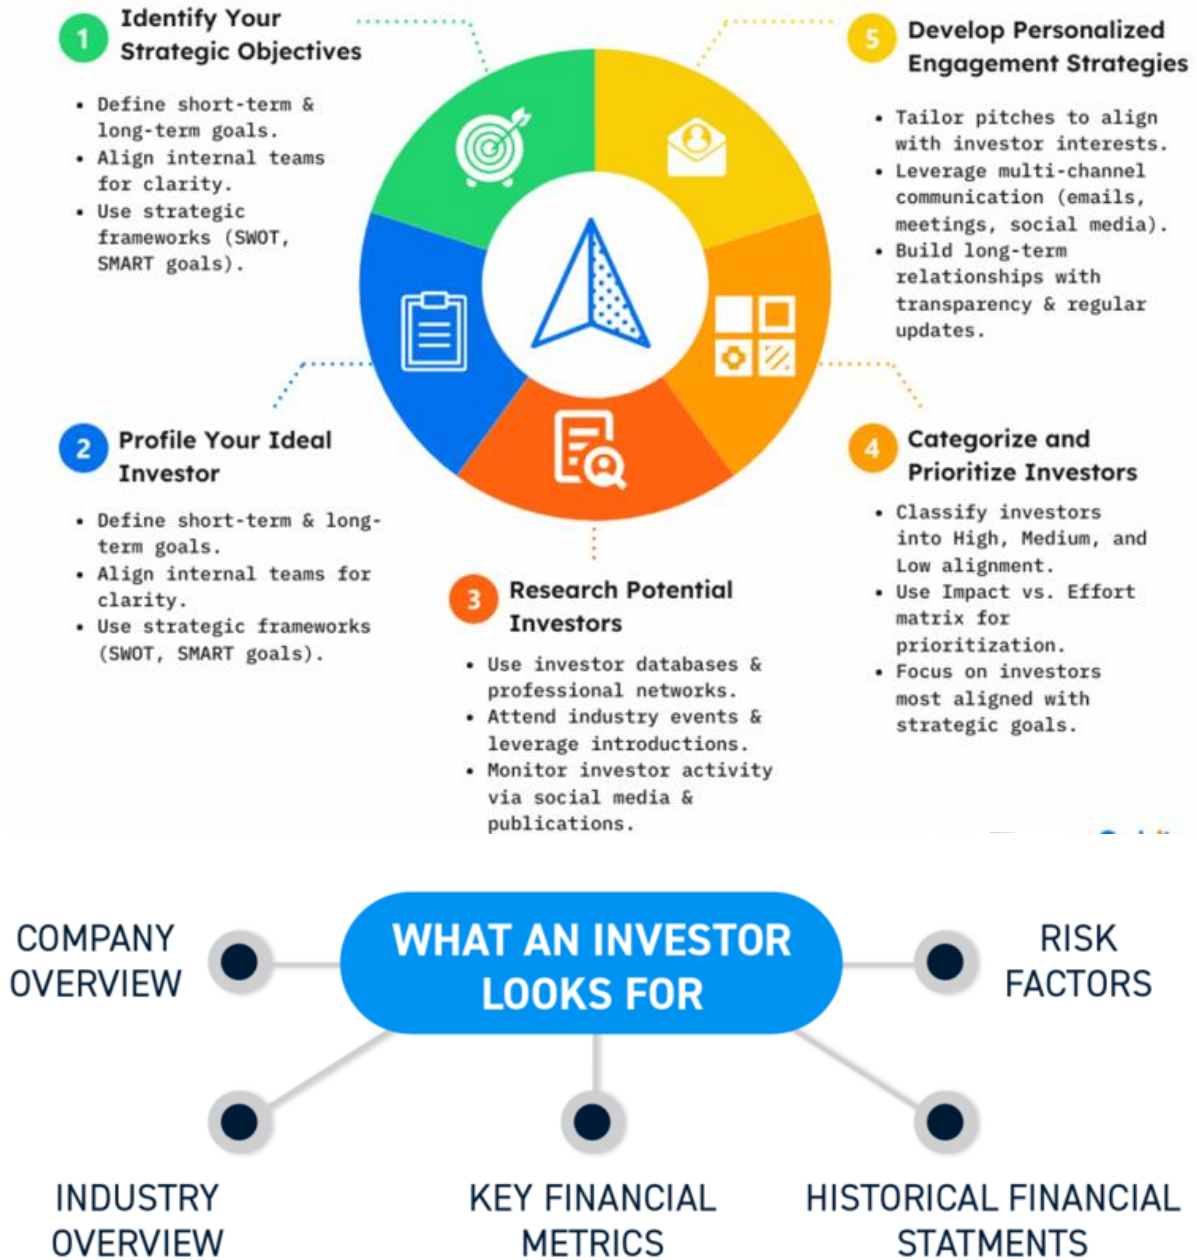 1
Identify Your
Strategic Objectives
• Define short-term &
long-term goals.
• Align internal teams
for clarity.
• Use strategic
frameworks (SWOT,
SMART goals).
2
Profile Your Ideal
Investor
• Define short-term & long-
term goals.
• Align internal teams for
clarity.
• Use strategic frameworks
(SWOT, SMART goals).
3
Research Potential
Investors
• Use investor databases &
professional networks.
• Attend industry events &
leverage introductions.
• Monitor investor activity
via social media &
publications.
4
Categorize and
Prioritize Investors
• Classify investors
into High, Medium, and
Low alignment.
• Use Impact vs. Effort
matrix for
prioritization.
• Focus on investors
most aligned with
strategic goals.
5
Develop Personalized
Engagement Strategies
• Tailor pitches to align
with investor interests.
• Leverage multi-channel
communication (emails,
meetings, social media).
• Build long-term
relationships with
transparency & regular
updates.
WHAT AN INVESTOR
LOOKS FOR
COMPANY
OVERVIEW
RISK
FACTORS
INDUSTRY
OVERVIEW
KEY FINANCIAL
METRICS
HISTORICAL FINANCIAL
STATMENTS